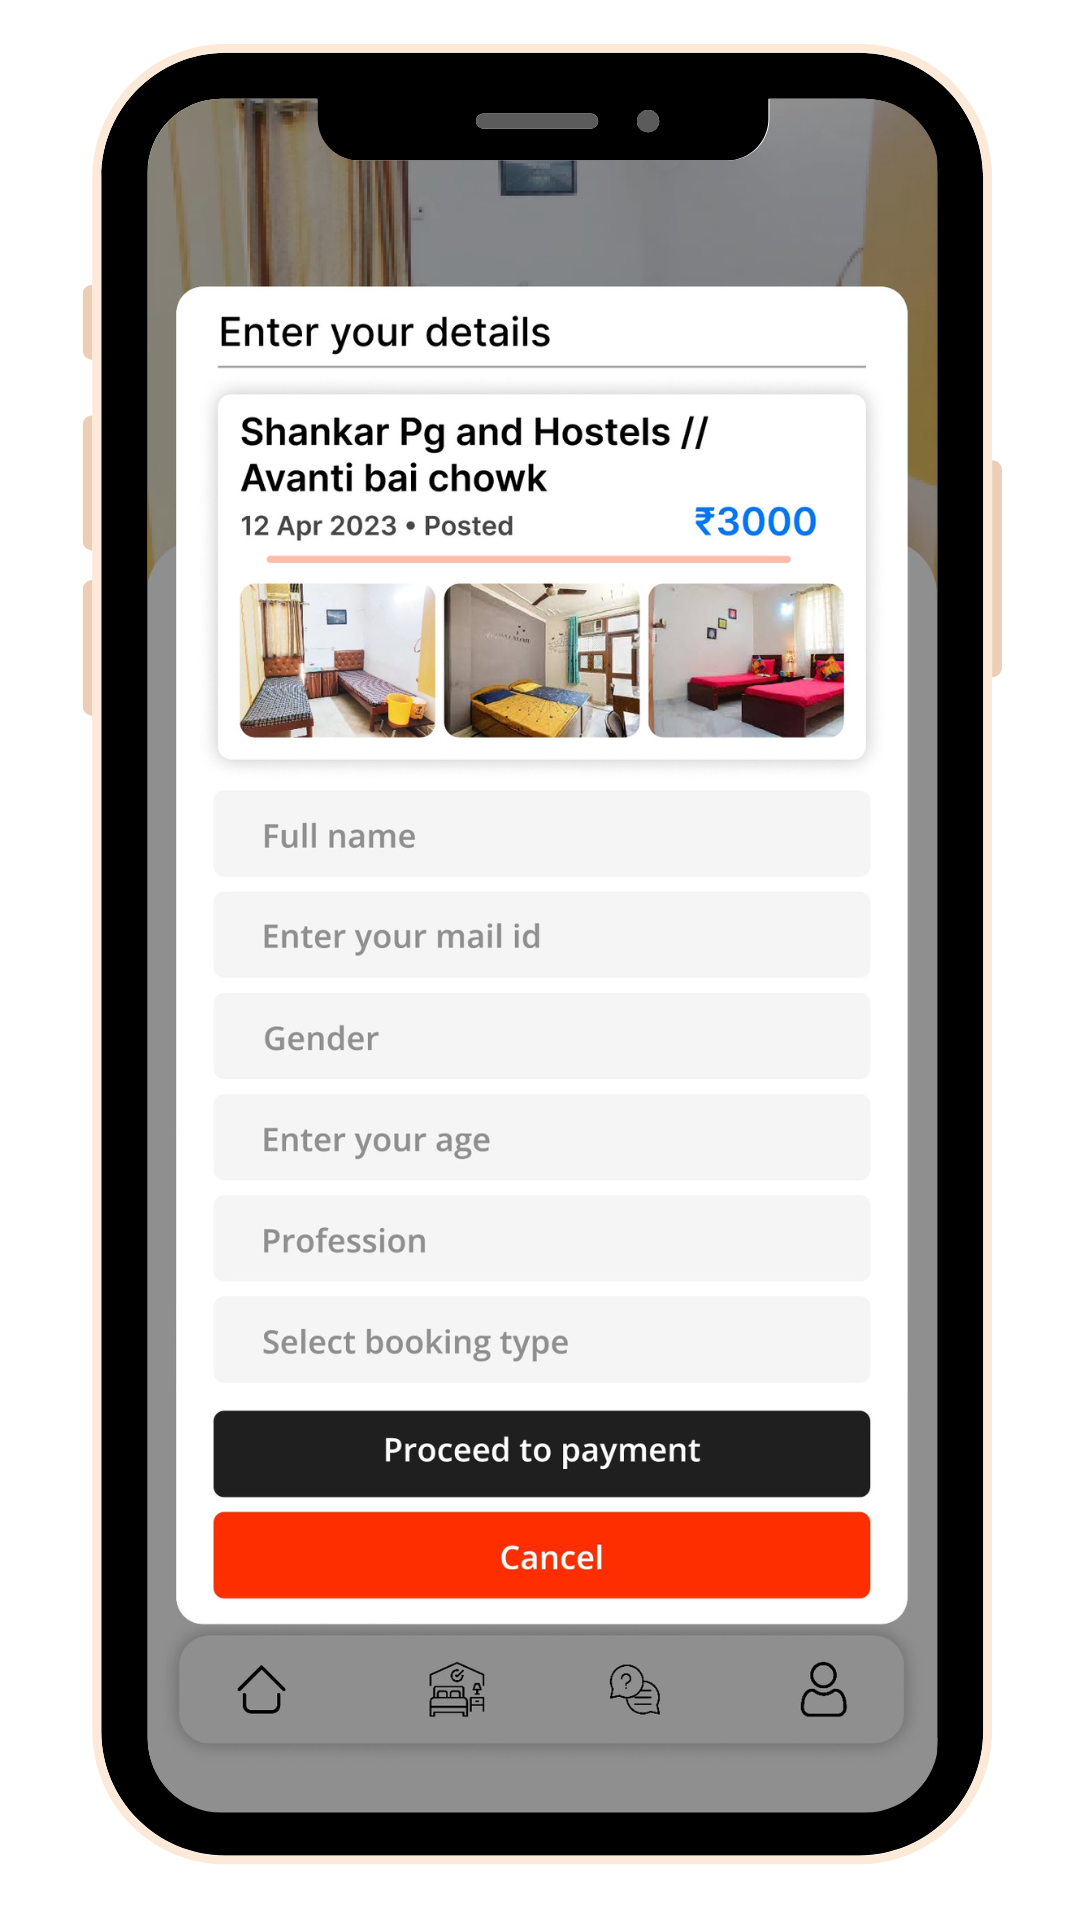 Enter your details
Shankar Pg and Hostels //
Avanti bai chowk
12 Apr 2023 • Posted
₹3000
Full name
Enter your mail id
Gender
Enter your age
Profession
Select booking type
Proceed to payment
Cancel
?